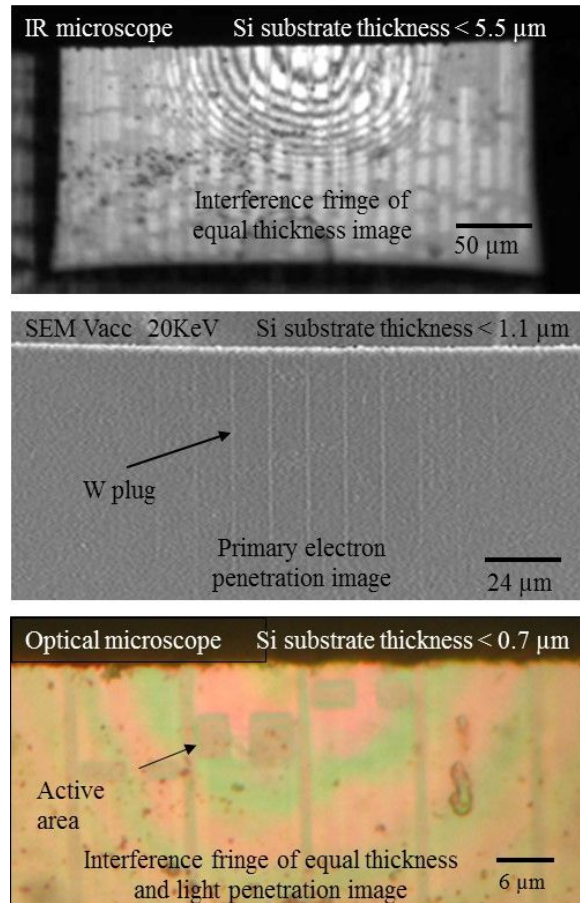 IR microscope Si substrate thickness < 5.5 µm
Interference fringe of
equal thickness image
50 µm
SEM Vacc 20KeV Si substrate thickness < 1.1 µm
W plug
Primary electron
penetration image
24 µm
Optical microscope Si substrate thickness < 0.7 µm
Active
area
Interference fringe of equal thickness
and light penetration image
6 µm